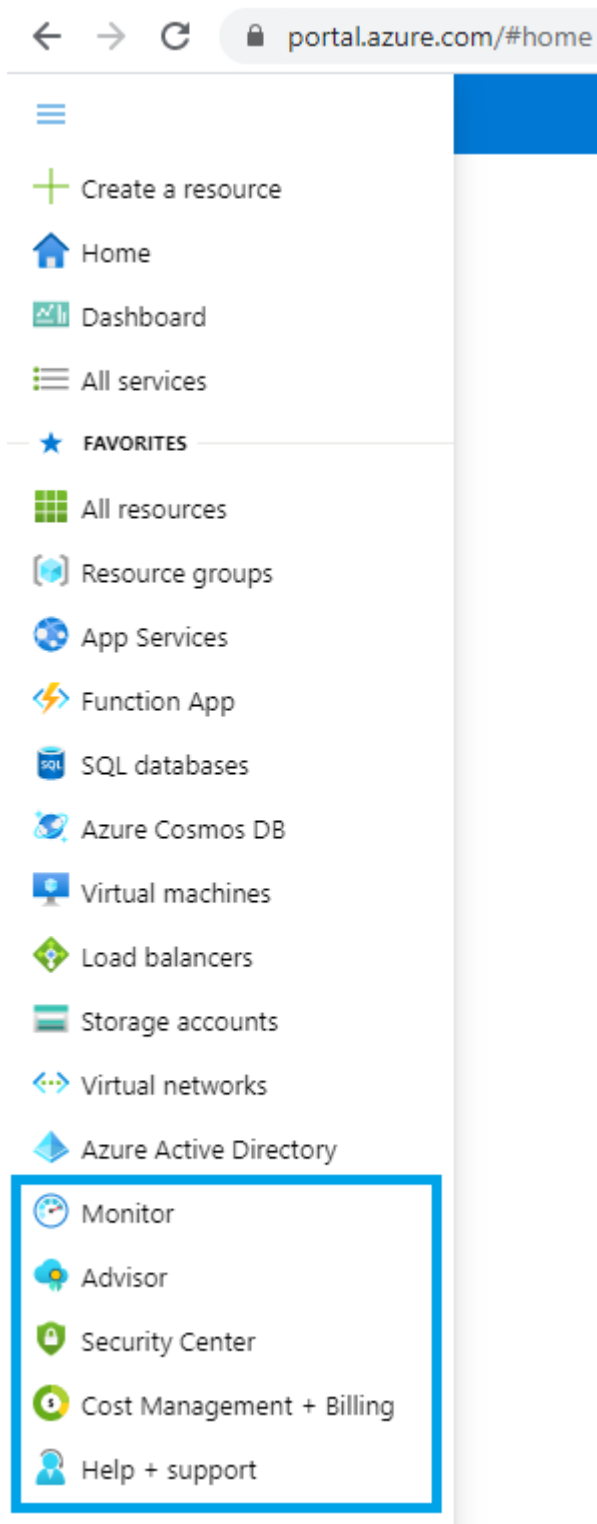 portal.azure.com/#home
Create a resource
Home
Dashboard
All services
FAVORITES
All resources
Resource groups
App Services
Function App
SQL
SQL databases
Azure Cosmos DB
Virtual machines
Load balancers
Storage accounts
Virtual networks
Azure Active Directory
Monitor
Advisor
Security Center
$
Cost Management + Billing
Help + support